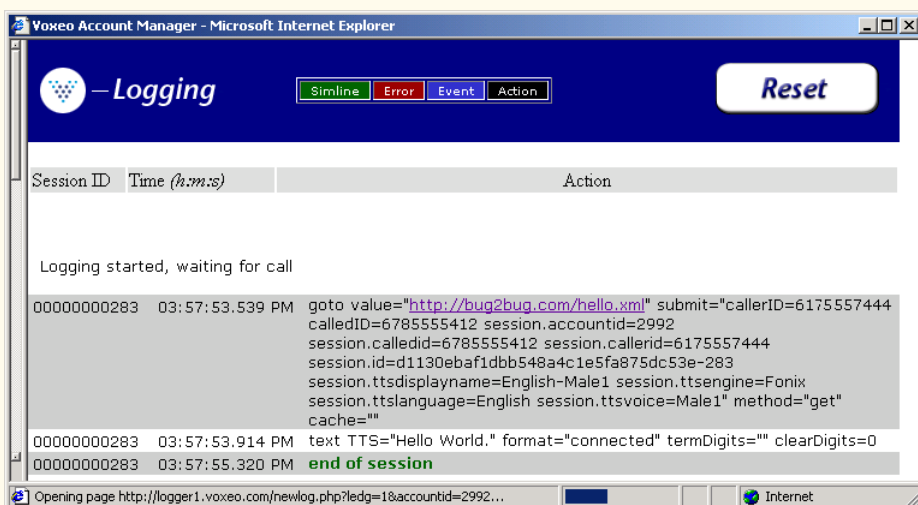 Voxeo Account Manager - Microsoft Internet Explorer
Logging
Simline Error Event Action
Reset
Session ID Time (h:m:s) Action
Logging started, waiting for call
00000000283 03:57:53.539 PM goto value="http://bug2bug.com/hello.xml" submit="callerID=6175557444
calledID=6785555412 session.accountid=2992
session.calledid=6785555412 session.callerid=6175557444
session.id=d1130ebaf1dbb548a4c1e5fa875dc53e-283
session.ttsdisplayname=English-Male1 session.ttsengine=Fonix
session.ttslanguage=English session.ttsvoice=Male1" method="get"
cache=""
00000000283 03:57:53.914 PM text TTS="Hello World." format="connected" termDigits="" clearDigits=0
00000000283 03:57:55.320 PM end of session
Opening page http://logger1.voxeo.com/newlog.php?ledg=1&accountid=2992... Internet